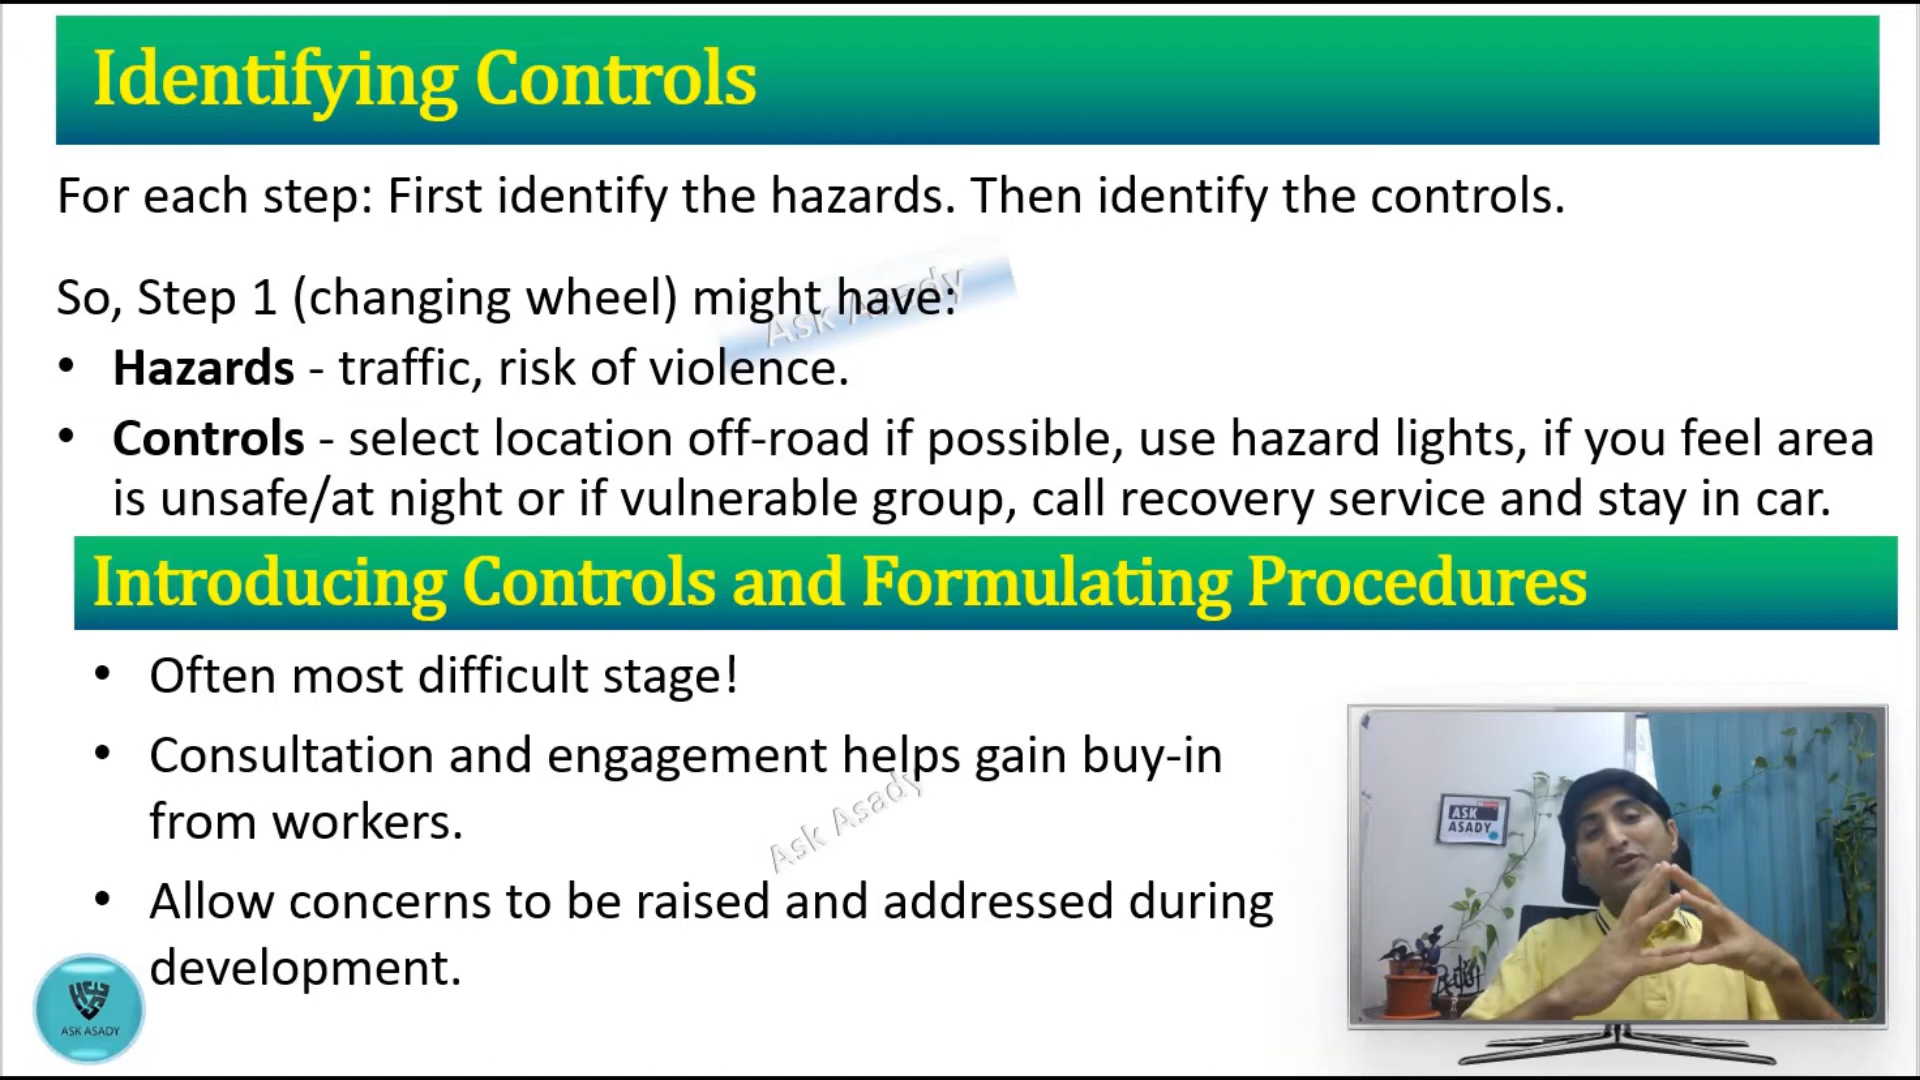 Identifying Controls
For each step: First identify the hazards. Then identify the controls.
So, Step 1 (changing wheel) might have:
• Hazards - traffic, risk of violence.
• Controls - select location off-road if possible, use hazard lights, if you feel area
is unsafe/at night or if vulnerable group, call recovery service and stay in car.
Ask Asady
Introducing Controls and Formulating Procedures
• Often most difficult stage!
• Consultation and engagement helps gain buy-in
from workers.
• Allow concerns to be raised and addressed during
development.
Ask Asady
ASK
ASADY
ASK ASADY